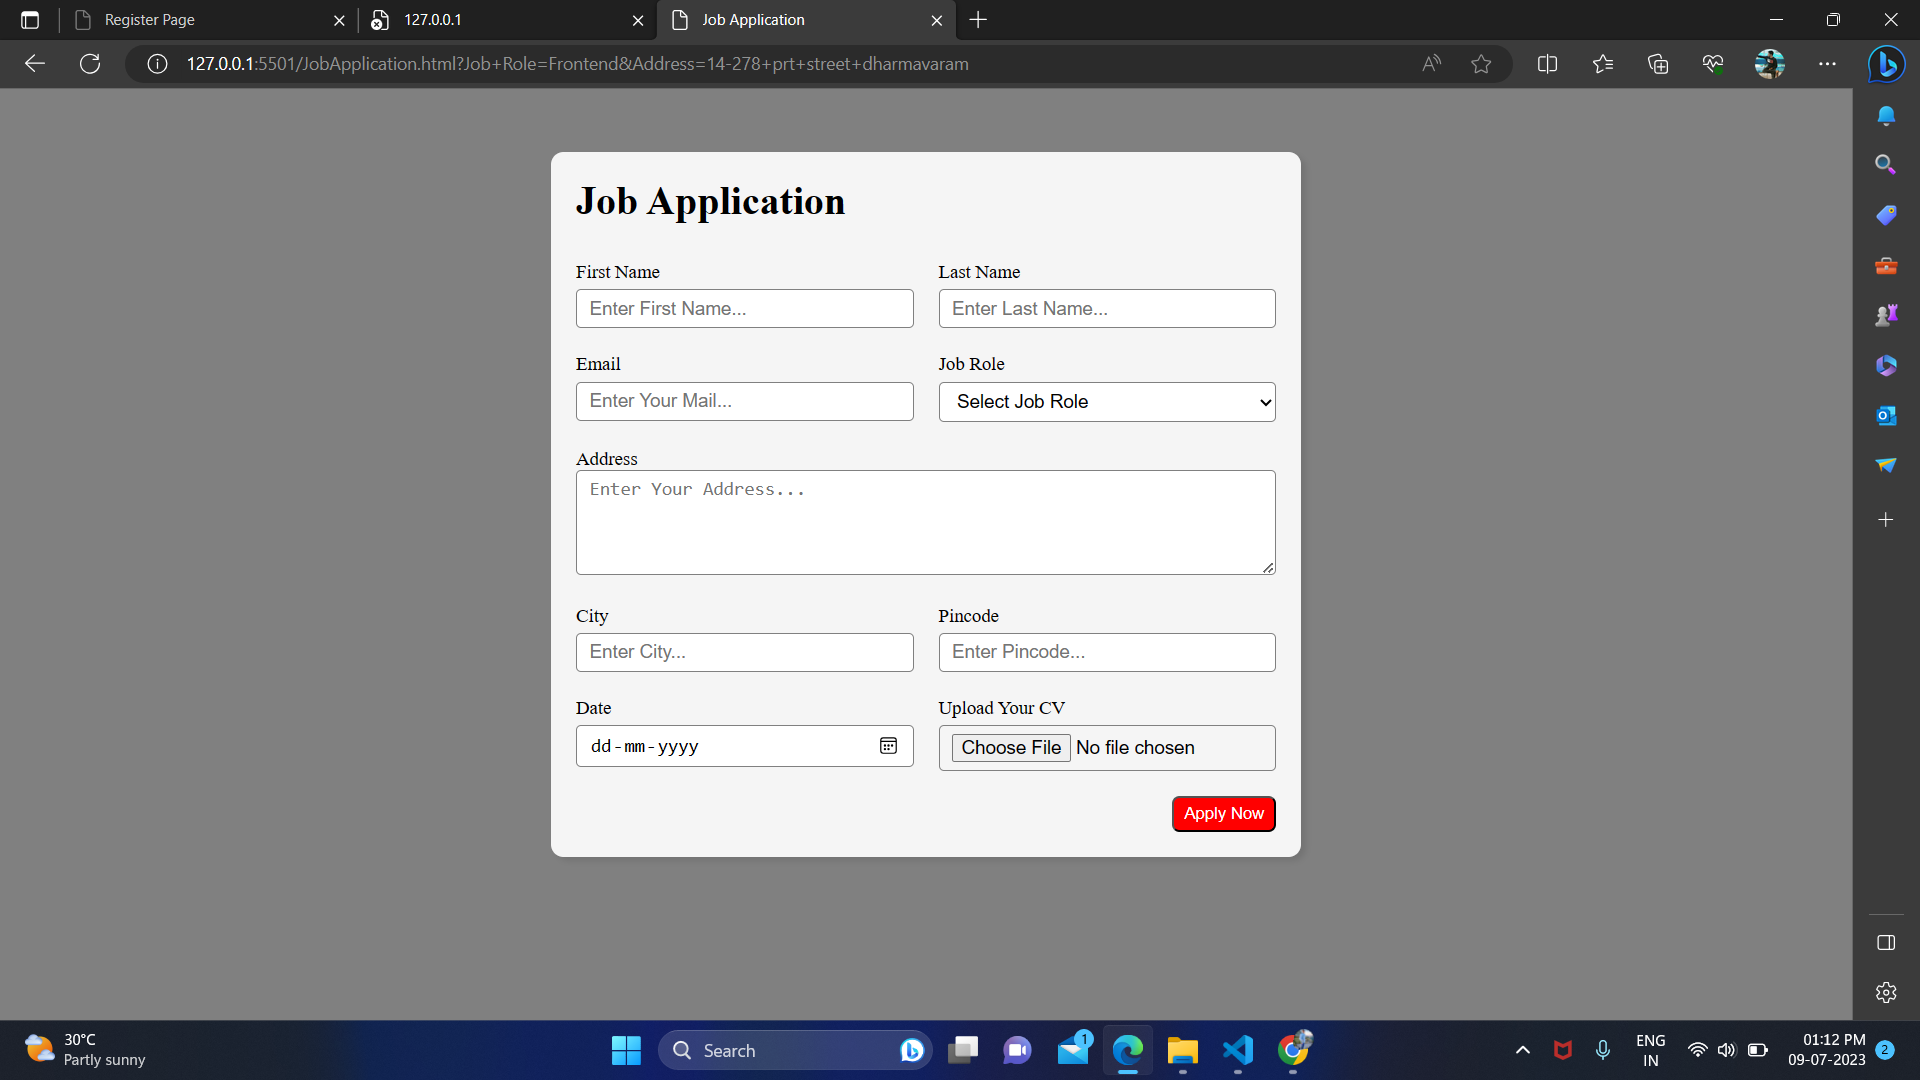 Register Page
127.0.0.1
Job Application
127.0.0.1:5501/JobApplication.html?Job+Role=Frontend&Address=14-278+prt+street+dharmavaram
Job Application
First Name
Last Name
Enter First Name...
Enter Last Name...
Email
Job Role
Enter Your Mail...
Select Job Role
Address
Enter Your Address...
City
Pincode
Enter City...
Enter Pincode...
Date
Upload Your CV
dd-mm-yyyy
Choose File No file chosen
Apply Now
30°C
Partly sunny
Search
1
ENG
IN
01:12 PM
09-07-2023
2